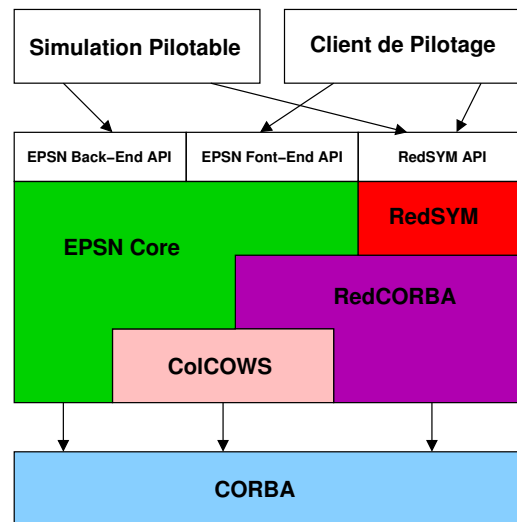 Simulation Pilotable
Client de Pilotage
EPSN Back–End API
EPSN Font–End API
RedSYM API
RedSYM
EPSN Core
RedCORBA
ColCOWS
CORBA